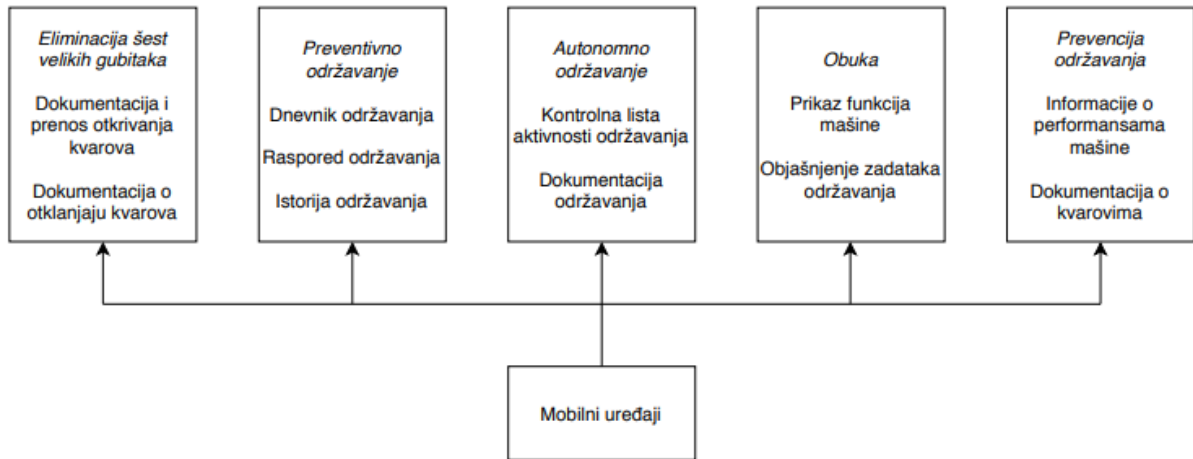 Eliminacija šest
velikih gubitaka
Dokumentacija i
prenos otkrivanja
kvarova
Dokumentacija o
otklanjaju kvarova
Preventivno
održavanje
Dnevnik održavanja
Raspored održavanja
Istorija održavanja
Autonomno
održavanje
Kontrolna lista
aktivnosti održavanja
Dokumentacija
održavanja
Obuka
Prikaz funkcija
mašine
Objašnjenje zadataka
održavanja
Prevencija
održavanja
Informacije o
performansama
mašine
Dokumentacija o
kvarovima
Mobilni uređaji